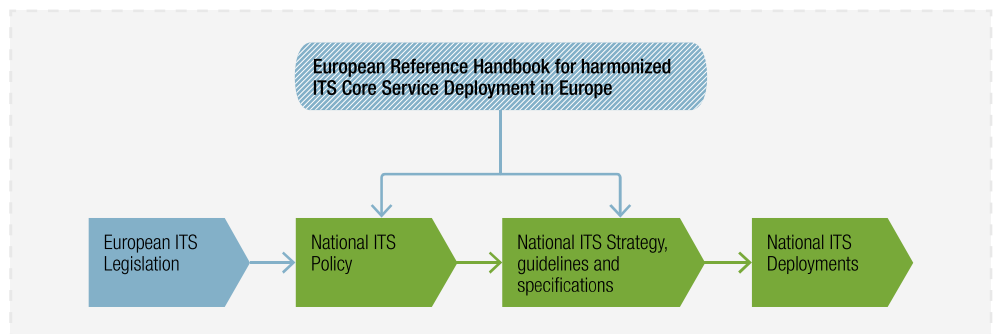 European Reference Handbook for harmonized
ITS Core Service Deployment in Europe
European ITS
Legislation
National ITS
Policy
National ITS Strategy,
guidelines and
specifications
National ITS
Deployments